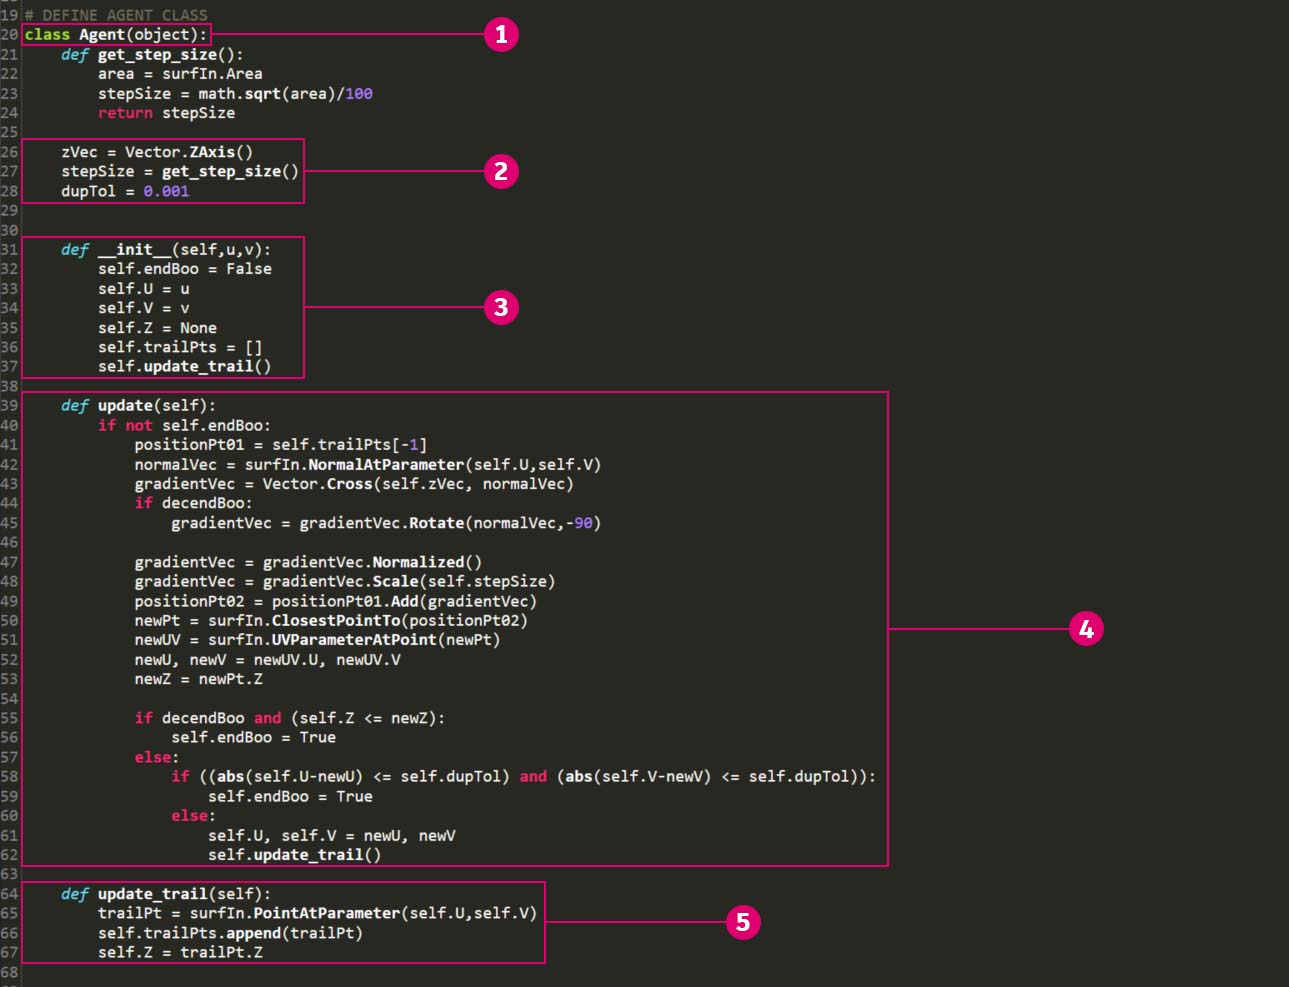 19 # DEFINE AGENT CLASS
20 class Agent(object):
1
21     def get_step_size():
22         area = surfIn.Area
23         stepSize = math.sqrt(area)/100
24         return stepSize
25
26     zVec = Vector.ZAxis()
27     stepSize = get_step_size()
2
28     dupTol = 0.001
29
30
31     def __init__(self,u,v):
32         self.endBoo = False
33         self.U = u
34         self.V = v
3
35         self.Z = None
36         self.trailPts = []
37         self.update_trail()
38
39     def update(self):
40         if not self.endBoo:
41             positionPt01 = self.trailPts[-1]
42             normalVec = surfIn.NormalAtParameter(self.U,self.V)
43             gradientVec = Vector.Cross(self.zVec, normalVec)
44             if decendBoo:
45                 gradientVec = gradientVec.Rotate(normalVec,-90)
46
47             gradientVec = gradientVec.Normalized()
48             gradientVec = gradientVec.Scale(self.stepSize)
49             positionPt02 = positionPt01.Add(gradientVec)
50             newPt = surfIn.ClosestPointTo(positionPt02)
4
51             newUV = surfIn.UVParameterAtPoint(newPt)
52             newU, newV = newUV.U, newUV.V
53             newZ = newPt.Z
54
55             if decendBoo and (self.Z <= newZ):
56                 self.endBoo = True
57             else:
58                 if ((abs(self.U-newU) <= self.dupTol) and (abs(self.V-newV) <= self.dupTol)):
59                     self.endBoo = True
60                 else:
61                     self.U, self.V = newU, newV
62                     self.update_trail()
63
64     def update_trail(self):
65         trailPt = surfIn.PointAtParameter(self.U,self.V)
5
66         self.trailPts.append(trailPt)
67         self.Z = trailPt.Z
68